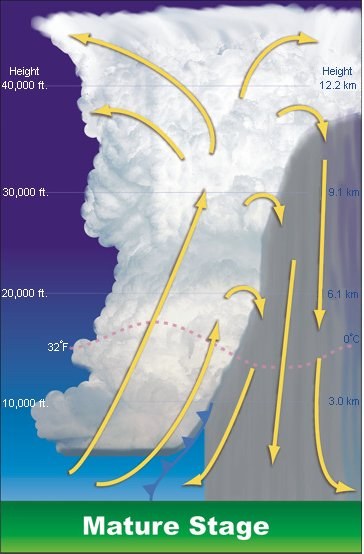 Height
Height
40,000 ft.
12.2 km
30,000 ft.
9.1 km
20,000 ft.
6.1 km
32°F
0°C
10,000 ft.
3.0 km
Mature Stage